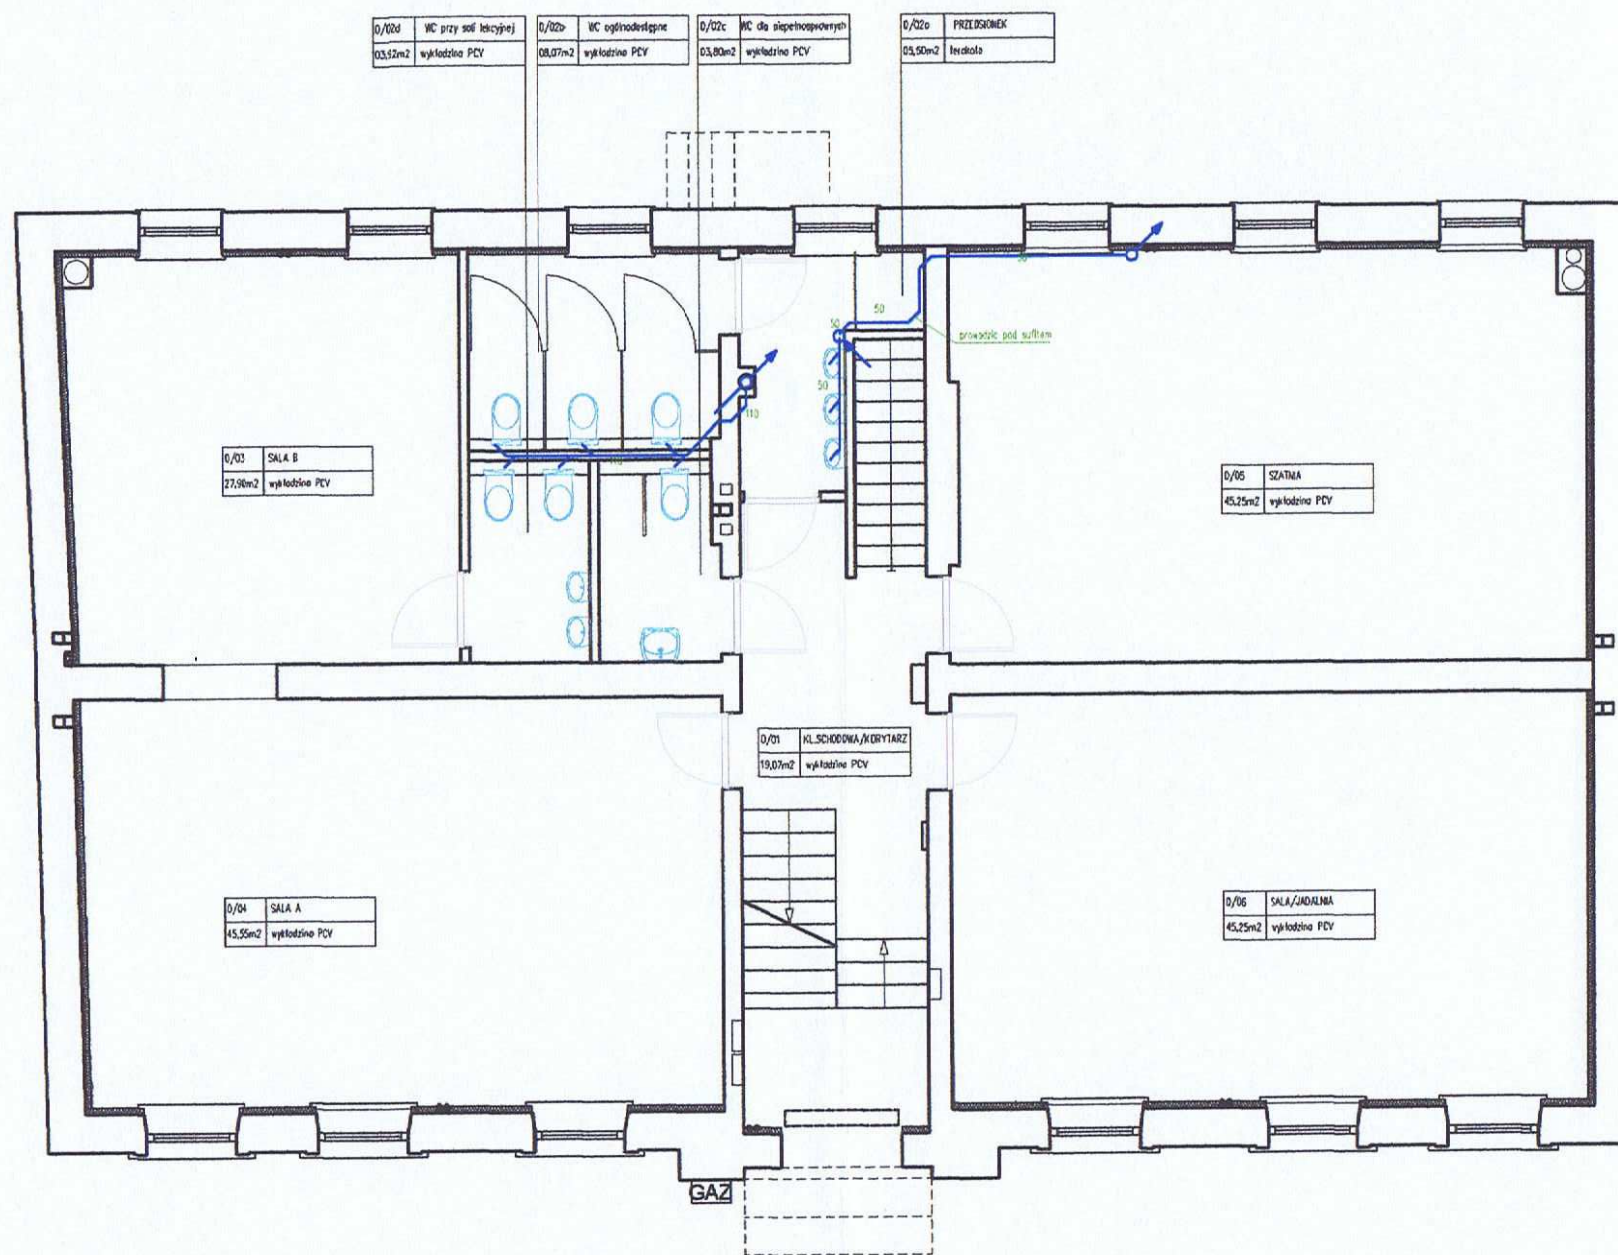 0/02d WC przy sali lekcyjnej
03,52m2 wykładzina PCV
0/02b WC ogólnodostępne
08,07m2 wykładzina PCV
0/02c WC dla niepełnosprawnych
03,80m2 wykładzina PCV
0/02a PRZEDSIONEK
05,50m2 terakota
50
50
50
prowadzic pod sufitem
50
110
110
0/03 SALA B
27,90m2 wykładzina PCV
0/05 SZATNIA
45,25m2 wykładzina PCV
0/01 KL.SCHODOWA/KORYTARZ
19,07m2 wykładzina PCV
0/04 SALA A
45,55m2 wykładzina PCV
0/06 SALA/JADALNIA
45,25m2 wykładzina PCV
GAZ